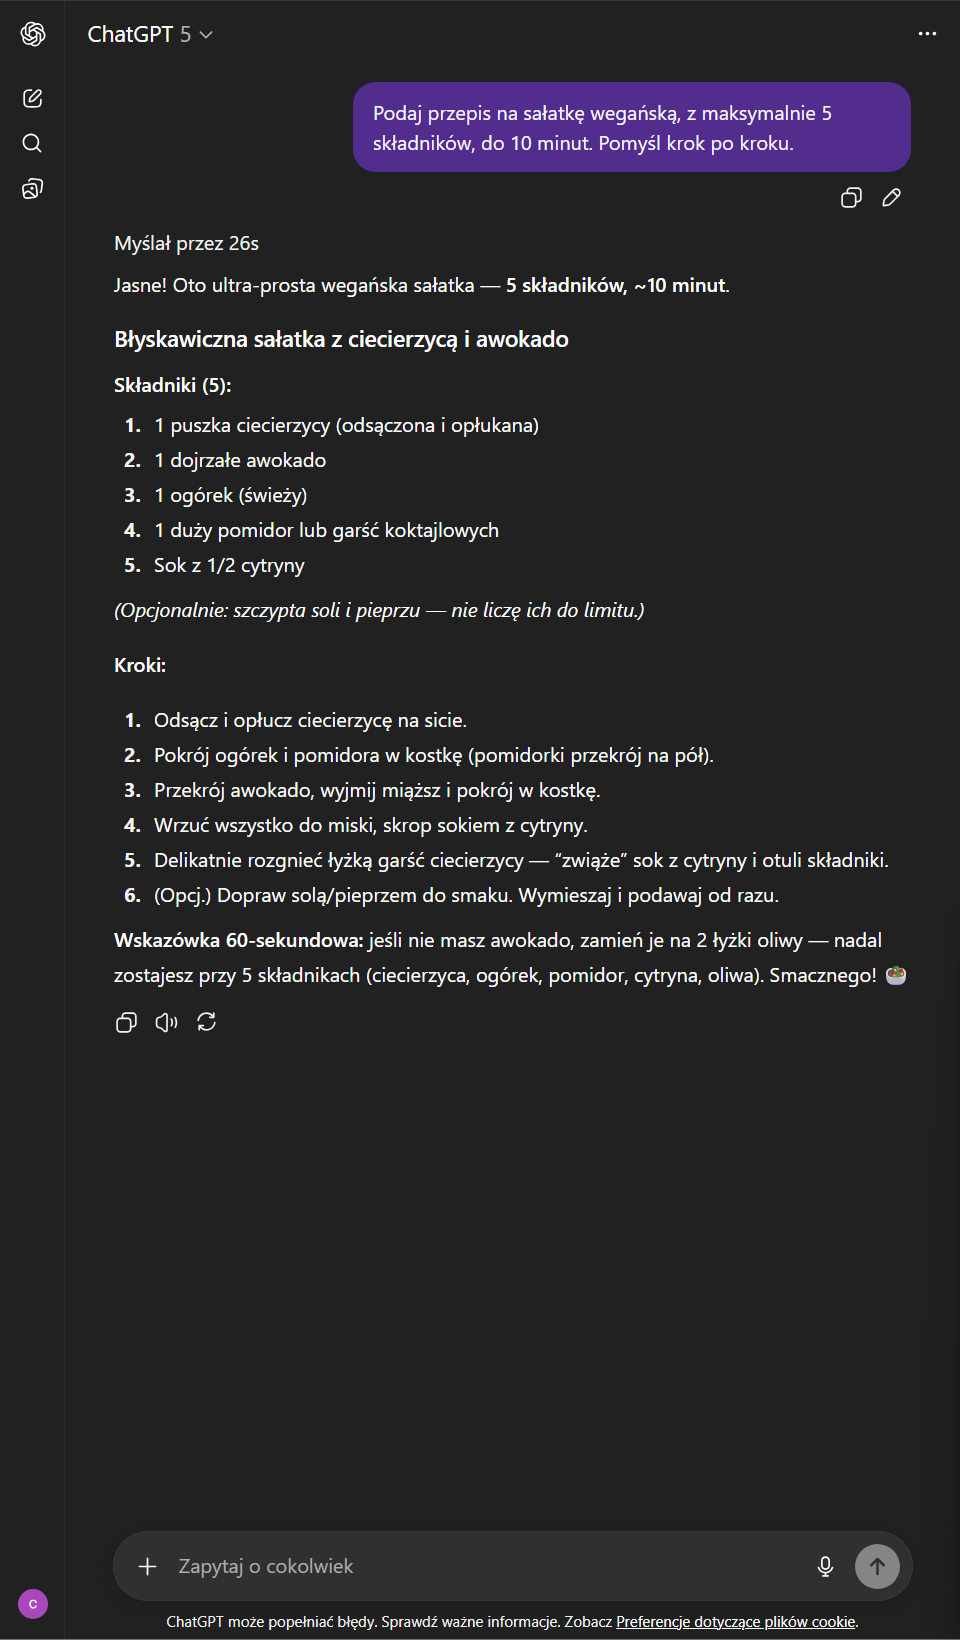 ChatGPT 5
Podaj przepis na sałatkę wegańską, z maksymalnie 5
składników, do 10 minut. Pomyśl krok po kroku.
Myślał przez 26s
Jasne! Oto ultra-prosta wegańska sałatka — 5 składników, ~10 minut.
Błyskawiczna sałatka z ciecierzycą i awokado
Składniki (5):
1. 1 puszka ciecierzycy (odsączona i opłukana)
2. 1 dojrzałe awokado
3. 1 ogórek (świeży)
4. 1 duży pomidor lub garść koktajlowych
5. Sok z 1/2 cytryny
(Opcjonalnie: szczypta soli i pieprzu — nie liczę ich do limitu.)
Kroki:
1. Odsącz i opłucz ciecierzycę na sicie.
2. Pokrój ogórek i pomidora w kostkę (pomidorki przekrój na pół).
3. Przekrój awokado, wyjmij miąższ i pokrój w kostkę.
4. Wrzuć wszystko do miski, skrop sokiem z cytryny.
5. Delikatnie rozgnieć łyżką garść ciecierzycy — “zwiąże” sok z cytryny i otuli składniki.
6. (Opcj.) Dopraw solą/pieprzem do smaku. Wymieszaj i podawaj od razu.
Wskazówka 60-sekundowa: jeśli nie masz awokado, zamień je na 2 łyżki oliwy — nadal
zostajesz przy 5 składnikach (ciecierzyca, ogórek, pomidor, cytryna, oliwa). Smacznego! 🥗
Zapytaj o cokolwiek
C
ChatGPT może popełniać błędy. Sprawdź ważne informacje. Zobacz Preferencje dotyczące plików cookie.